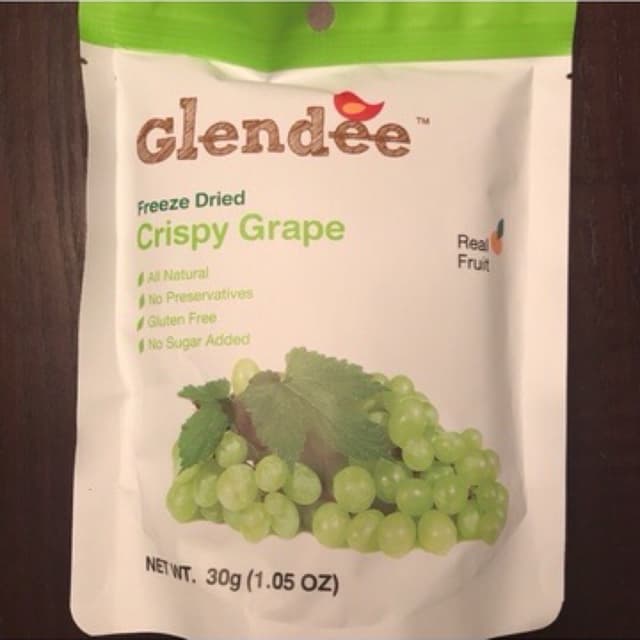 Glendee™
Freeze Dried
Crispy Grape
All Natural
No Preservatives
Gluten Free
No Sugar Added
Real
Fruit
NET WT. 30g (1.05 OZ)